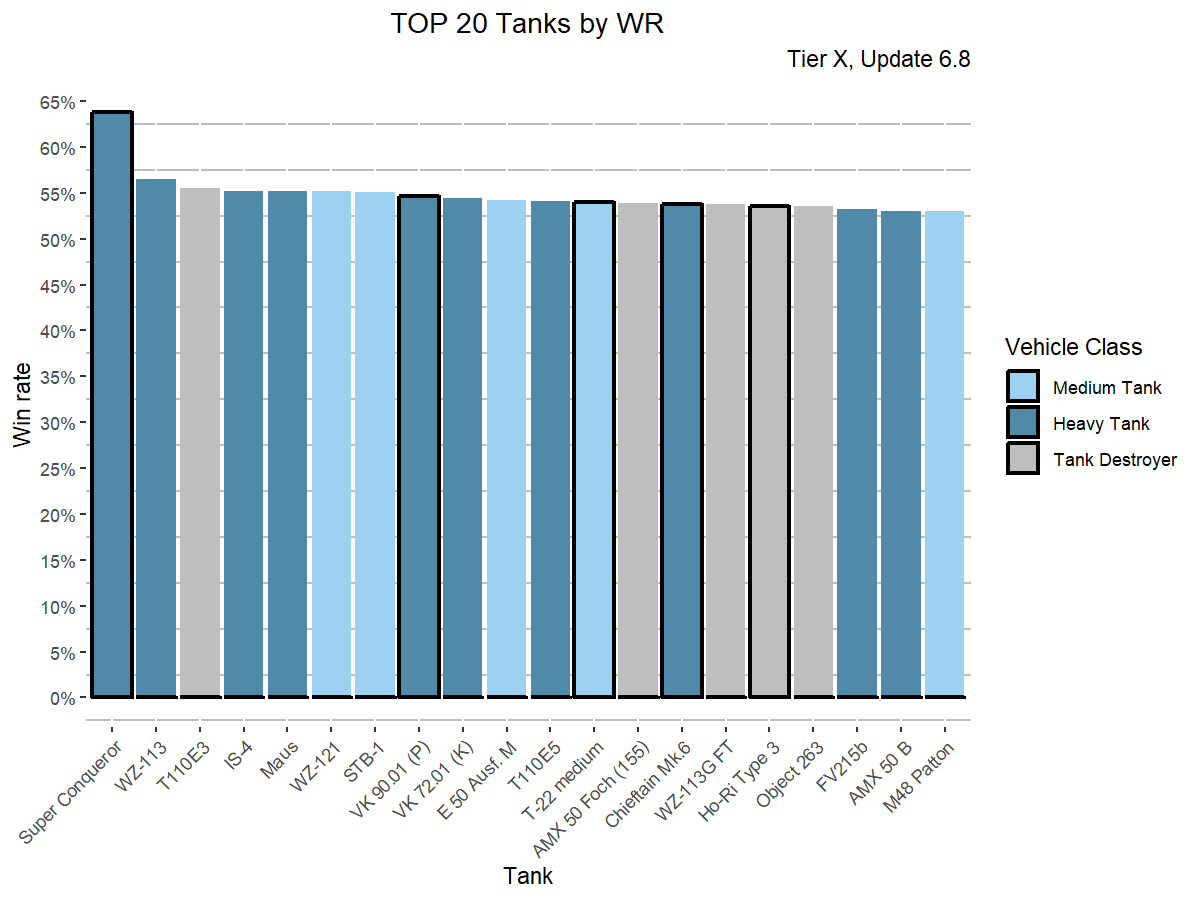 TOP 20 Tanks by WR
Tier X, Update 6.8
65%
60%
55%
50%
45%
40%
35%
30%
25%
20%
15%
10%
5%
0%
Win rate
Super Conqueror
WZ-113
T110E3
IS-4
Maus
WZ-121
STB-1
VK 90.01 (P)
VK 72.01 (K)
E 50 Ausf. M
T110E5
T-22 medium
AMX 50 Foch (155)
Chieftain Mk.6
WZ-113G FT
Ho-Ri Type 3
Object 263
FV215b
AMX 50 B
M48 Patton
Tank
Vehicle Class
Medium Tank
Heavy Tank
Tank Destroyer